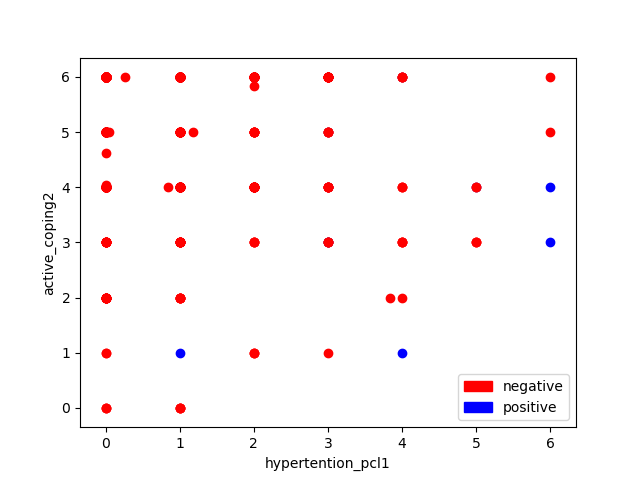 6
5
4
3
2
1
0
active_coping2
0 1 2 3 4 5 6
hypertention_pcl1
negative
positive